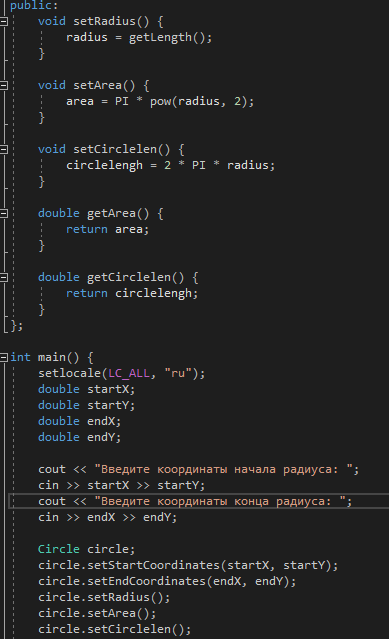 public:
void setRadius() {
radius = getLength();
}
void setArea() {
area = PI * pow(radius, 2);
}
void setCirclelen() {
circlelengh = 2 * PI * radius;
}
double getArea() {
return area;
}
double getCirclelen() {
return circlelengh;
}
};
int main() {
setlocale(LC_ALL, "ru");
double startX;
double startY;
double endX;
double endY;
cout << "Введите координаты начала радиуса: ";
cin >> startX >> startY;
cout << "Введите координаты конца радиуса: ";
cin >> endX >> endY;
Circle circle;
circle.setStartCoordinates(startX, startY);
circle.setEndCoordinates(endX, endY);
circle.setRadius();
circle.setArea();
circle.setCirclelen();